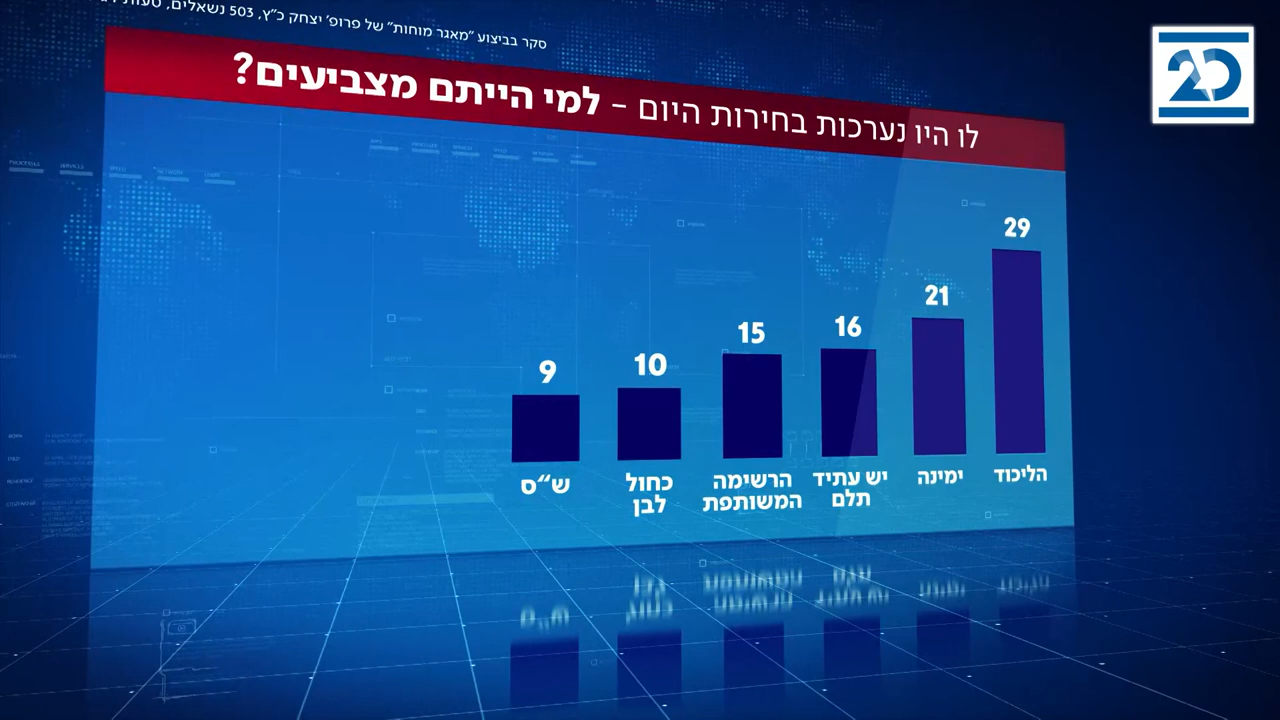 סקר בביצוע "מאגר מוחות" של פרופ' יצחק כ"ץ, 503 נשאלים,
20
לו היו נערכות בחירות היום – למי הייתם מצביעים?
29
21
16
15
10
9
הליכוד
ימינה
יש עתיד
תלם
הרשימה
המשותפת
כחול
לבן
ש"ס